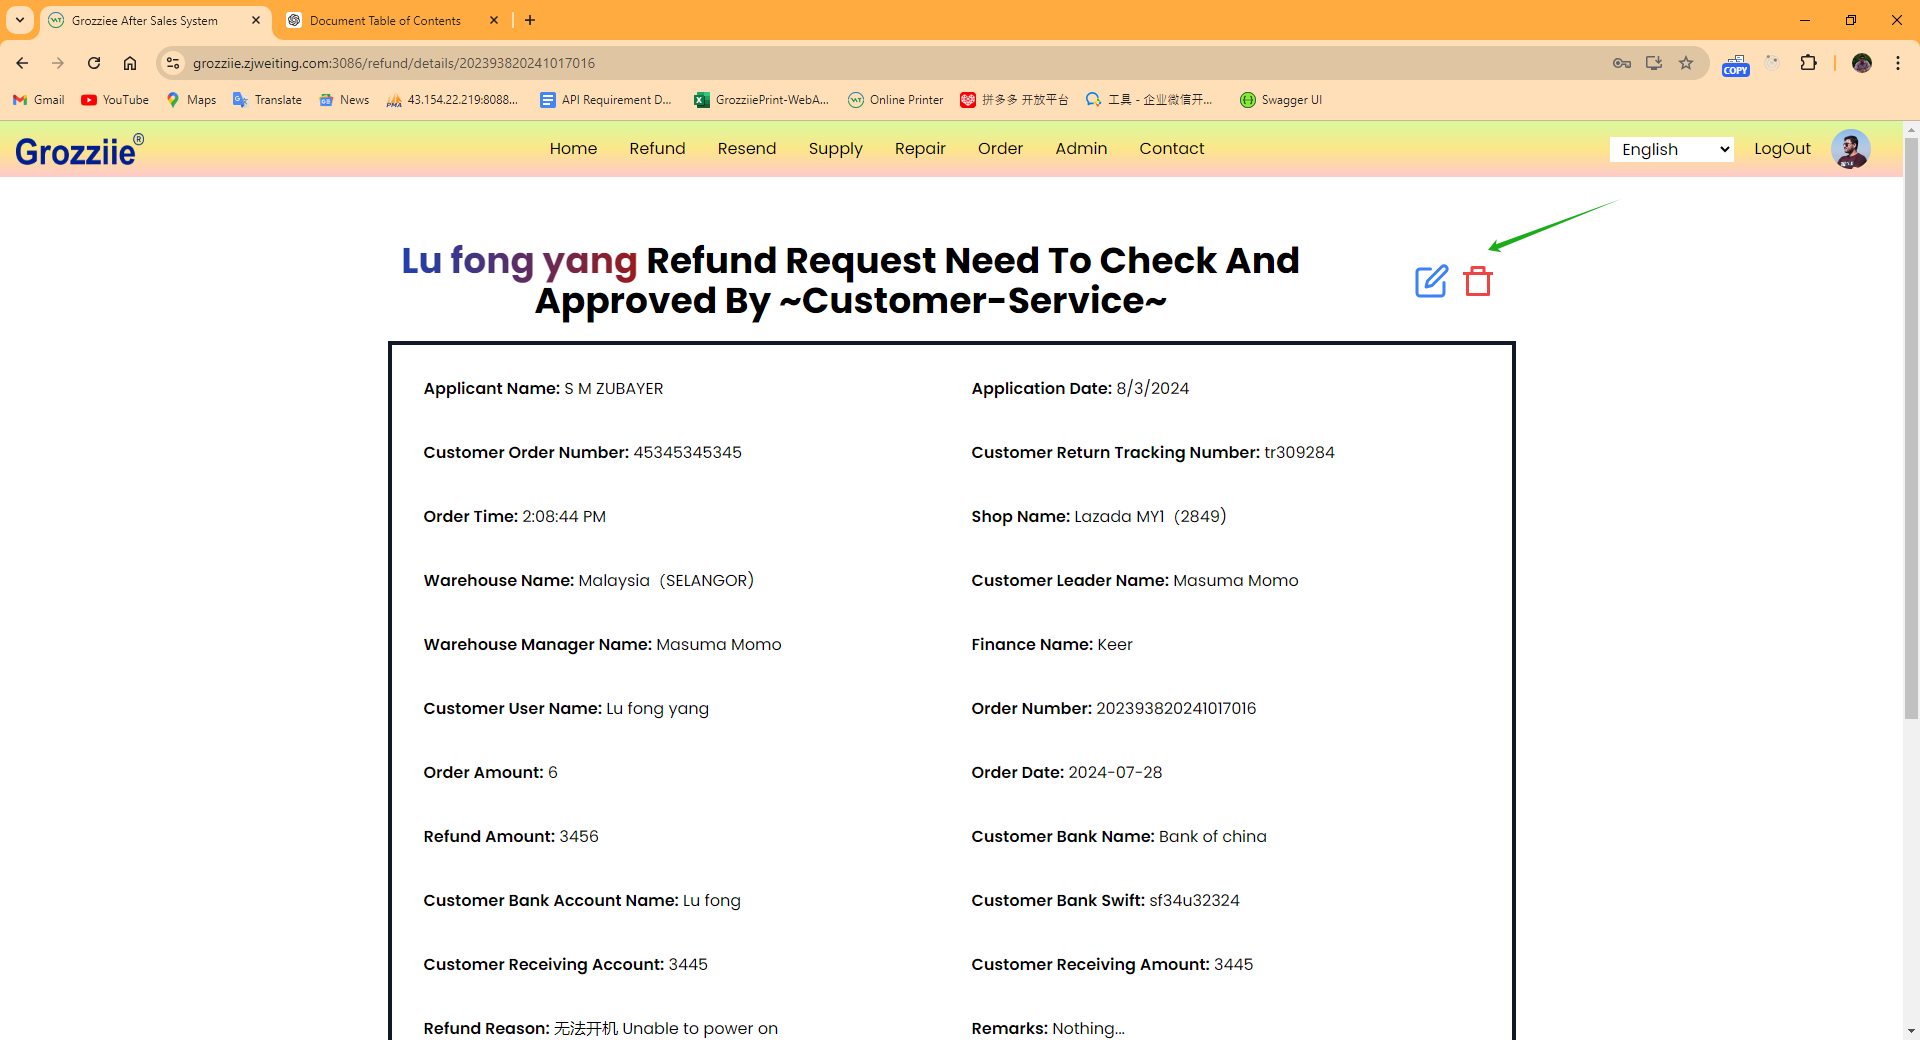 Grozziee After Sales System
Document Table of Contents
grozziie.zjweiting.com:3086/refund/details/202393820241017016
COPY
Gmail
YouTube
Maps
Translate
News
43.154.22.219:8088...
API Requirement D...
GrozziiePrint-WebA...
Online Printer
拼多多 开放平台
工具 - 企业微信开...
Swagger UI
Grozziie®
Home
Refund
Resend
Supply
Repair
Order
Admin
Contact
English
LogOut
Lu fong yang Refund Request Need To Check And
Approved By ~Customer-Service~
Applicant Name: S M ZUBAYER
Application Date: 8/3/2024
Customer Order Number: 45345345345
Customer Return Tracking Number: tr309284
Order Time: 2:08:44 PM
Shop Name: Lazada MY1（2849）
Warehouse Name: Malaysia（SELANGOR）
Customer Leader Name: Masuma Momo
Warehouse Manager Name: Masuma Momo
Finance Name: Keer
Customer User Name: Lu fong yang
Order Number: 202393820241017016
Order Amount: 6
Order Date: 2024-07-28
Refund Amount: 3456
Customer Bank Name: Bank of china
Customer Bank Account Name: Lu fong
Customer Bank Swift: sf34u32324
Customer Receiving Account: 3445
Customer Receiving Amount: 3445
Refund Reason: 无法开机 Unable to power on
Remarks: Nothing...